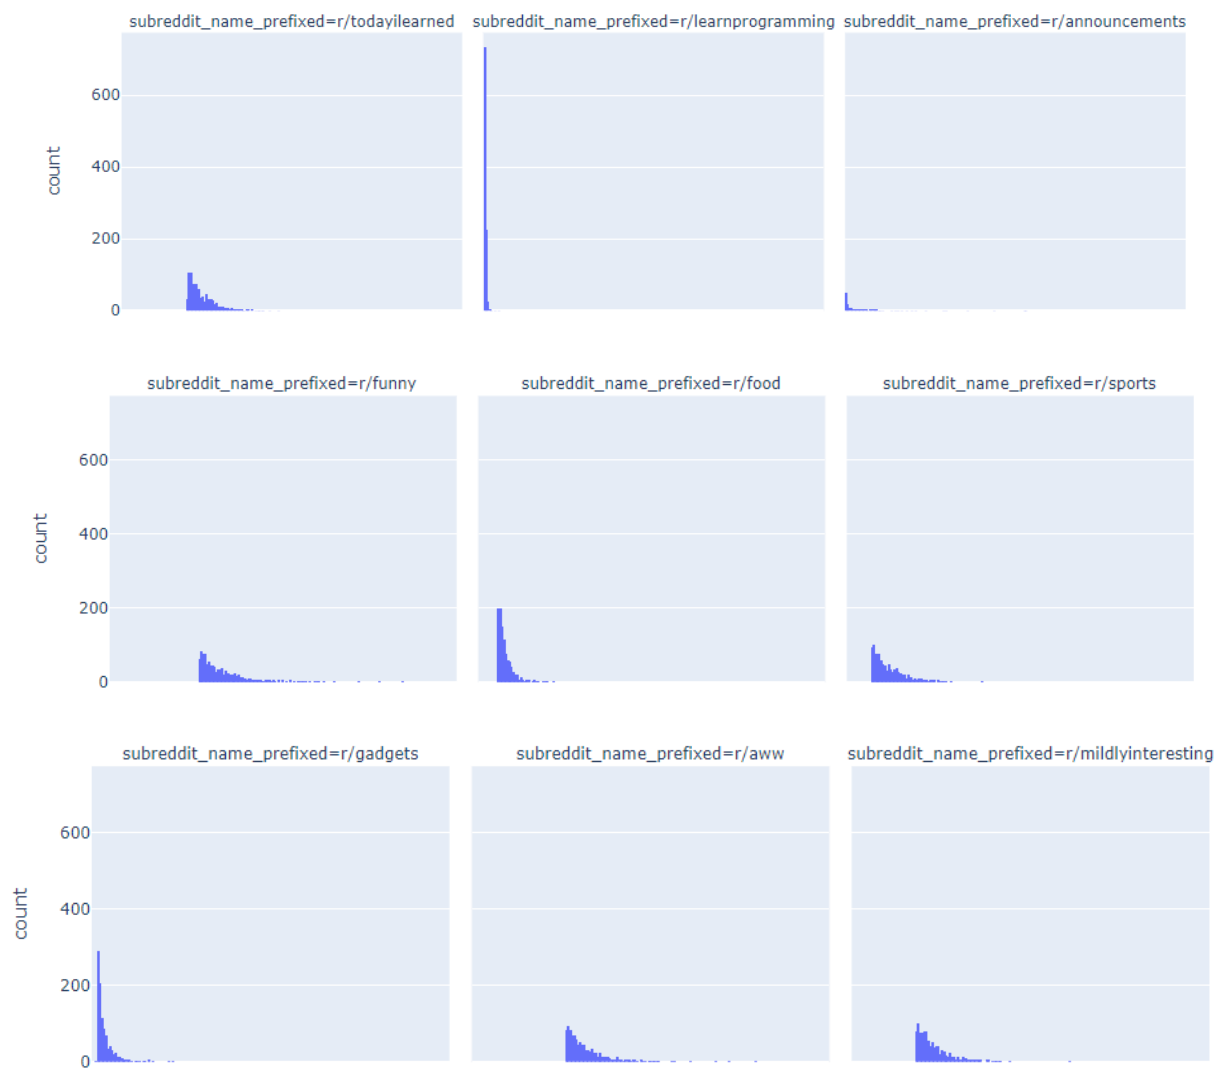 subreddit_name_prefixed=r/todayilearned subreddit_name_prefixed=r/learnprogramming subreddit_name_prefixed=r/announcements
600
400
count
200
0
subreddit_name_prefixed=r/funny subreddit_name_prefixed=r/food subreddit_name_prefixed=r/sports
600
400
count
200
0
subreddit_name_prefixed=r/gadgets subreddit_name_prefixed=r/aww subreddit_name_prefixed=r/mildlyinteresting
600
400
count
200
0